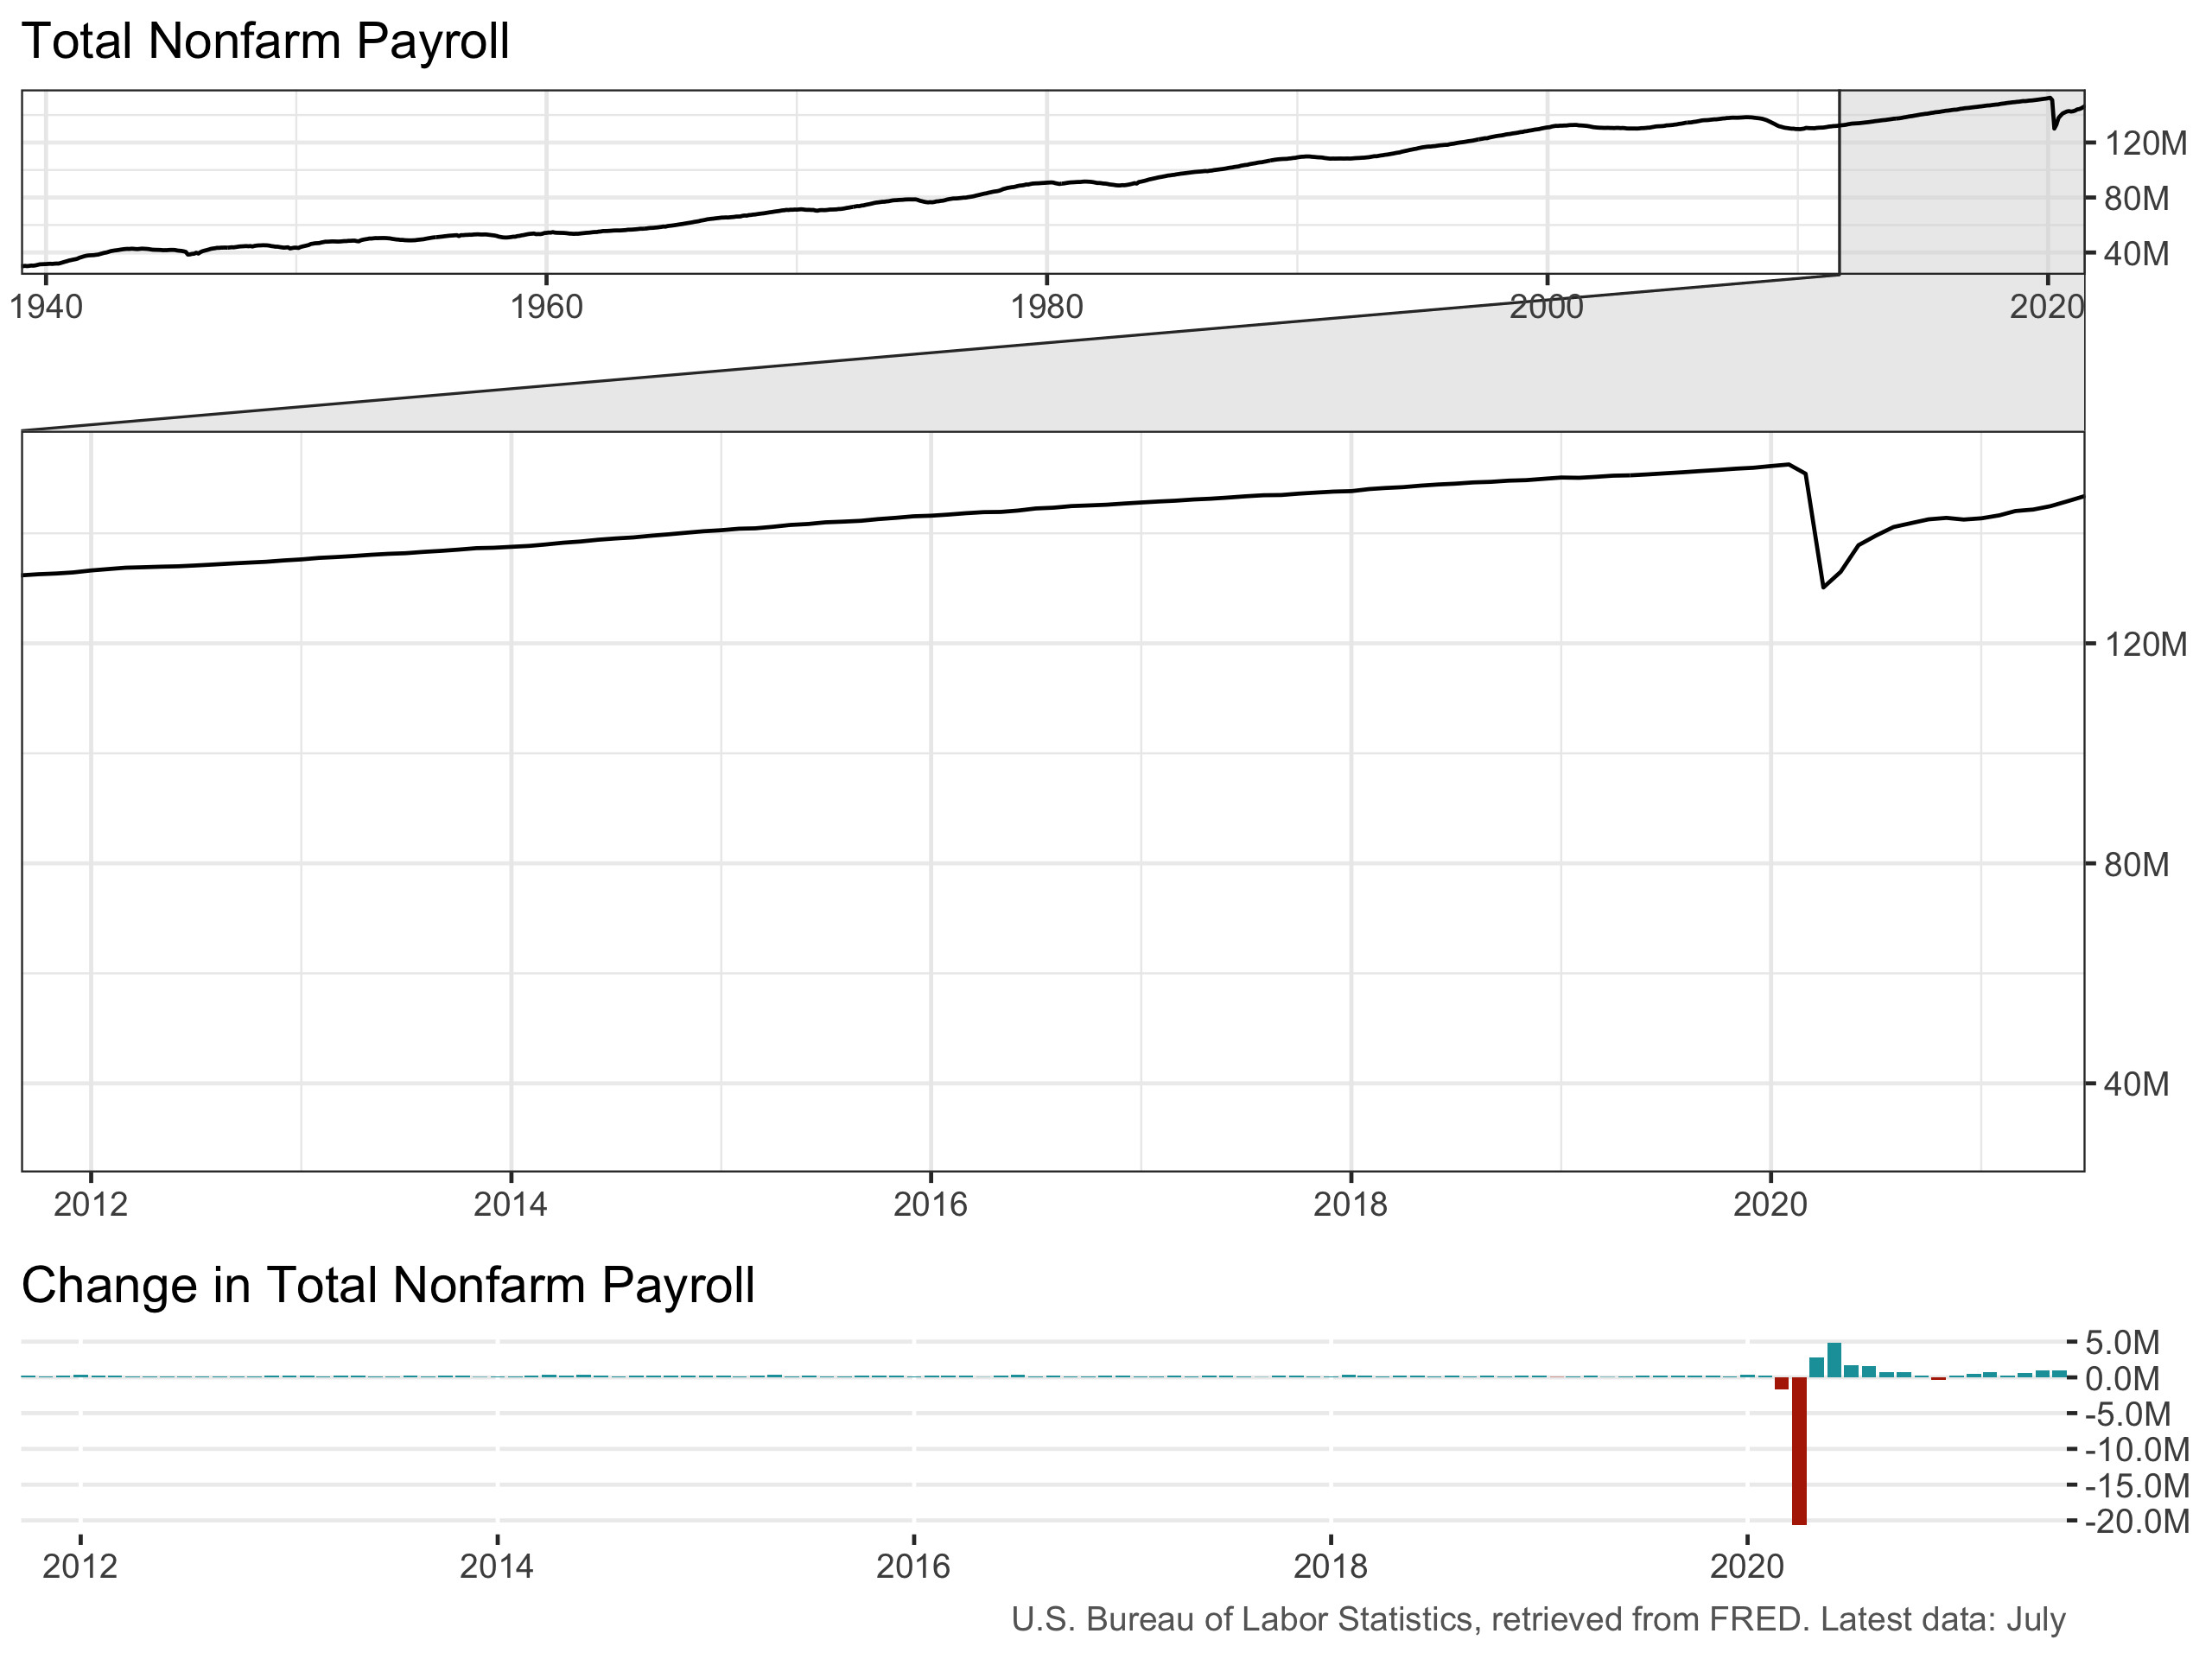 Total Nonfarm Payroll
120M
80M
40M
1940 1960 1980 2000 2020
120M
80M
40M
2012 2014 2016 2018 2020
Change in Total Nonfarm Payroll
5.0M
0.0M
-5.0M
-10.0M
-15.0M
-20.0M
2012 2014 2016 2018 2020
U.S. Bureau of Labor Statistics, retrieved from FRED. Latest data: July